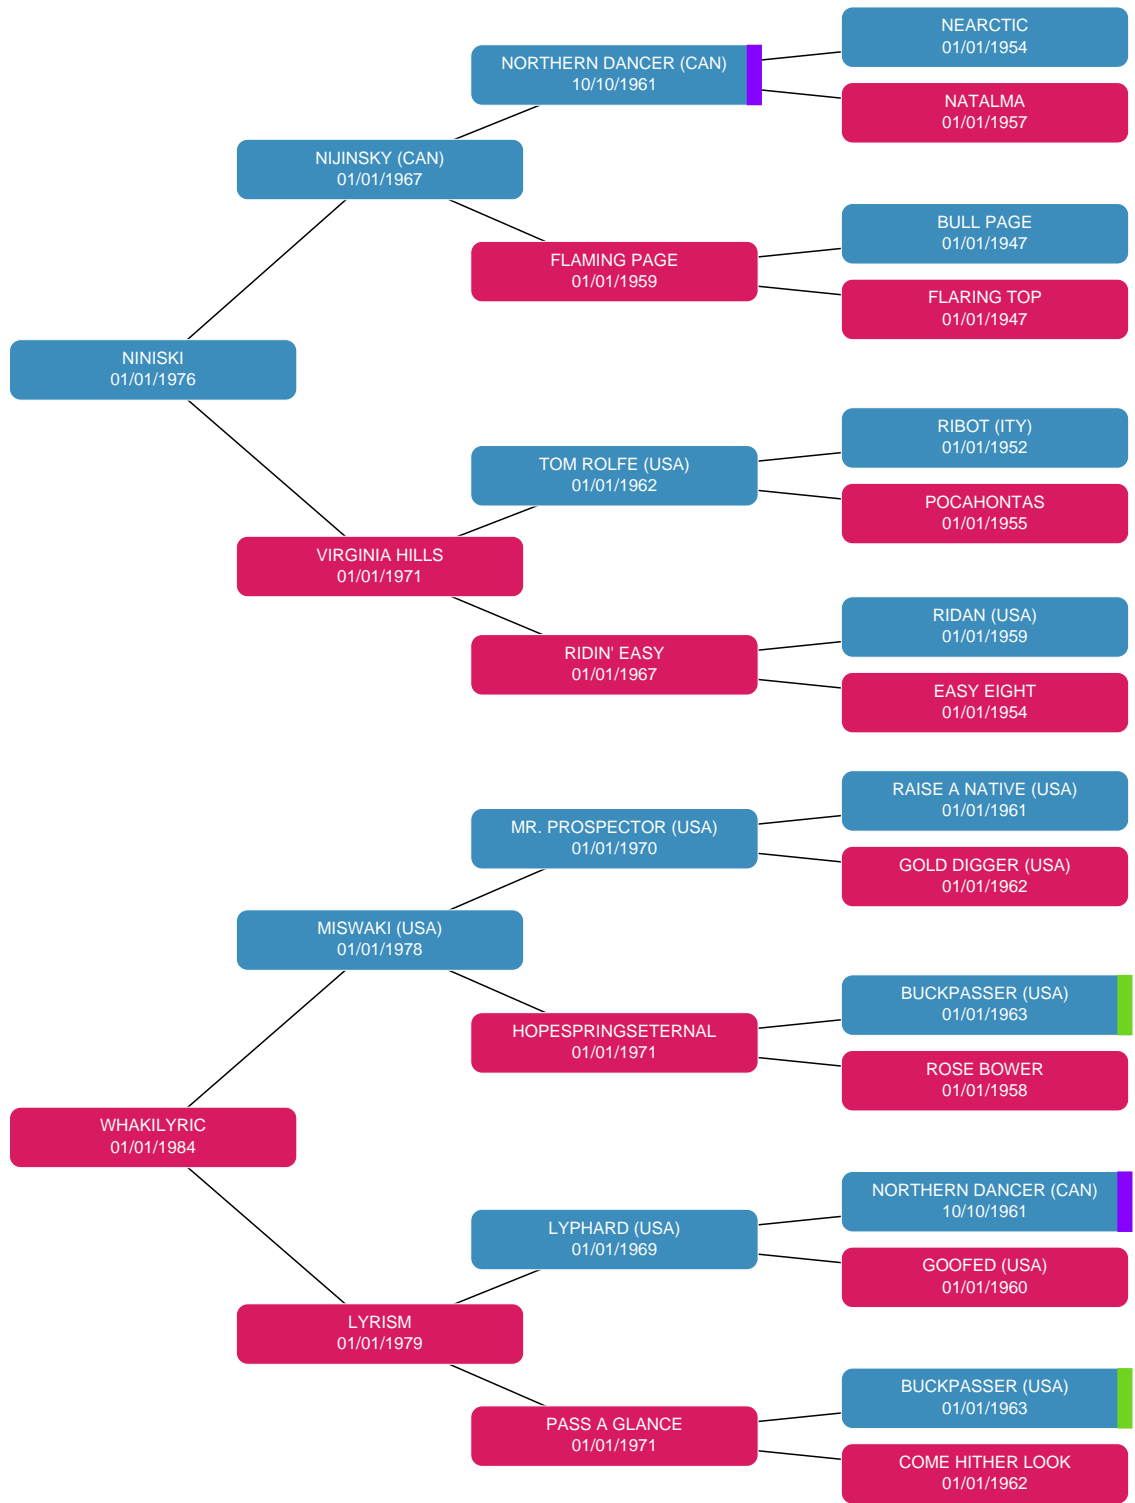 NEARCTIC
01/01/1954
NORTHERN DANCER (CAN)
10/10/1961
NATALMA
01/01/1957
NIJINSKY (CAN)
01/01/1967
BULL PAGE
01/01/1947
FLAMING PAGE
01/01/1959
FLARING TOP
01/01/1947
NINISKI
01/01/1976
RIBOT (ITY)
01/01/1952
TOM ROLFE (USA)
01/01/1962
POCAHONTAS
01/01/1955
VIRGINIA HILLS
01/01/1971
RIDAN (USA)
01/01/1959
RIDIN' EASY
01/01/1967
EASY EIGHT
01/01/1954
RAISE A NATIVE (USA)
01/01/1961
MR. PROSPECTOR (USA)
01/01/1970
GOLD DIGGER (USA)
01/01/1962
MISWAKI (USA)
01/01/1978
BUCKPASSER (USA)
01/01/1963
HOPESPRINGSETERNAL
01/01/1971
ROSE BOWER
01/01/1958
WHAKILYRIC
01/01/1984
NORTHERN DANCER (CAN)
10/10/1961
LYPHARD (USA)
01/01/1969
GOOFED (USA)
01/01/1960
LYRISM
01/01/1979
BUCKPASSER (USA)
01/01/1963
PASS A GLANCE
01/01/1971
COME HITHER LOOK
01/01/1962